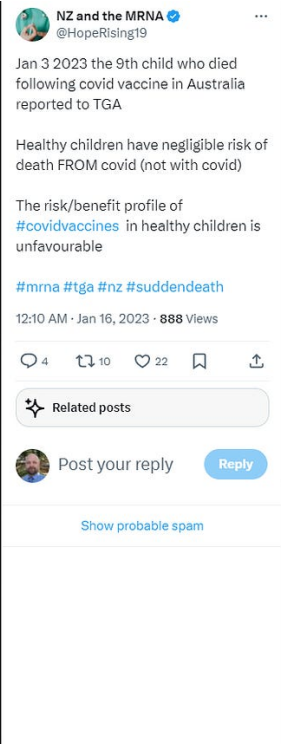 NZ and the MRNA
@HopeRising19
Jan 3 2023 the 9th child who died
following covid vaccine in Australia
reported to TGA
Healthy children have negligible risk of
death FROM covid (not with covid)
The risk/benefit profile of
#covidvaccines in healthy children is
unfavourable
#mrna #tga #nz #suddendeath
12:10 AM · Jan 16, 2023 · 888 Views
4 10 22
Related posts
Post your reply Reply
Show probable spam